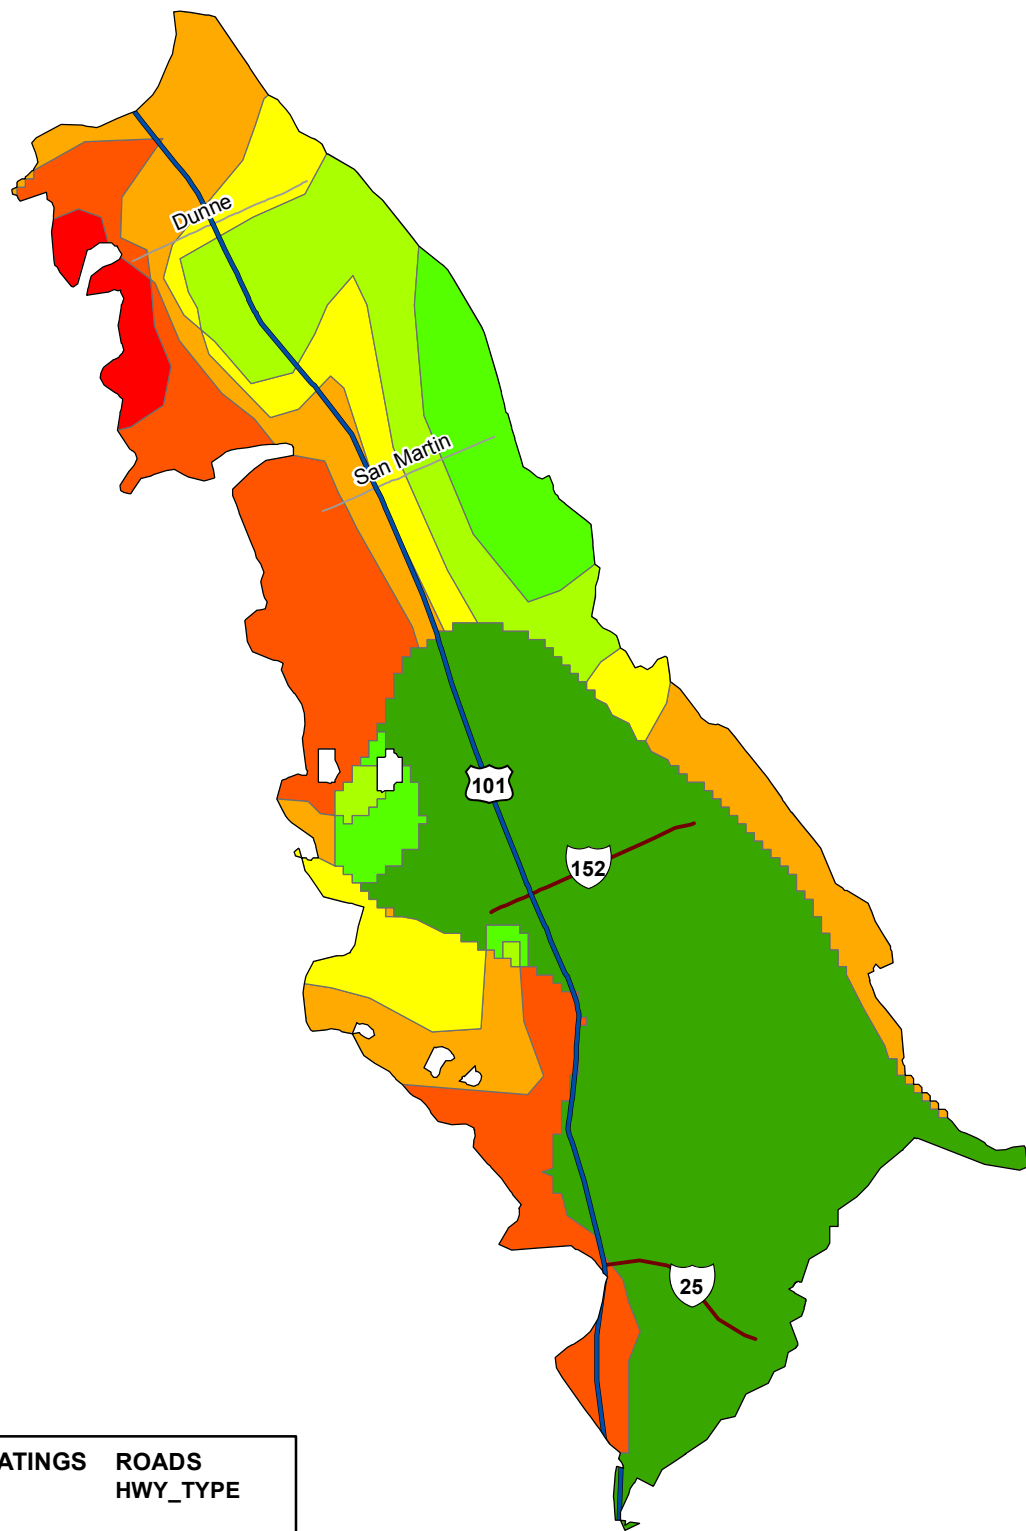 Dunne
San Martin
101
152
25
ATINGS ROADS
HWY_TYPE